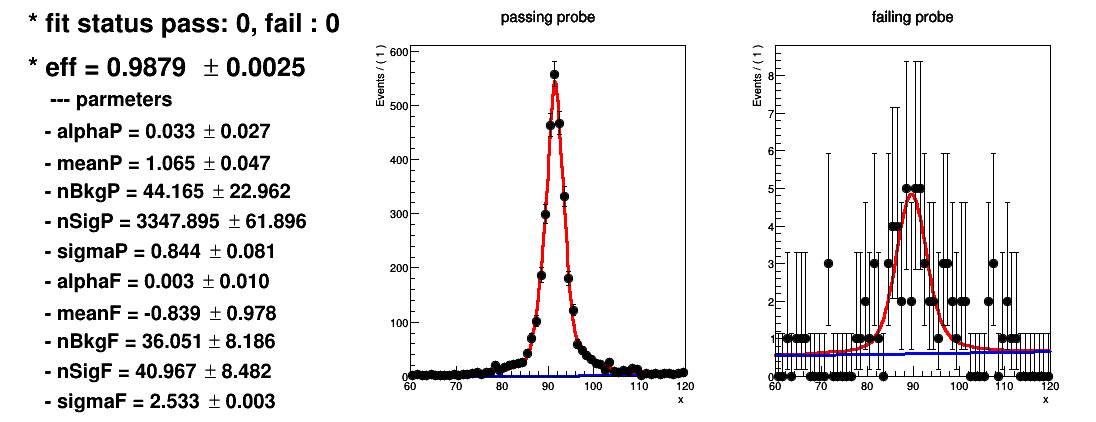 * fit status pass: 0, fail : 0
* eff = 0.9879 ± 0.0025
--- parmeters
- alphaP = 0.033 ± 0.027
- meanP = 1.065 ± 0.047
- nBkgP = 44.165 ± 22.962
- nSigP = 3347.895 ± 61.896
- sigmaP = 0.844 ± 0.081
- alphaF = 0.003 ± 0.010
- meanF = -0.839 ± 0.978
- nBkgF = 36.051 ± 8.186
- nSigF = 40.967 ± 8.482
- sigmaF = 2.533 ± 0.003
passing probe
Events / ( 1 )
600
500
400
300
200
100
0
60 70 80 90 100 110 120
x
failing probe
Events / ( 1 )
8
7
6
5
4
3
2
1
0
60 70 80 90 100 110 120
x